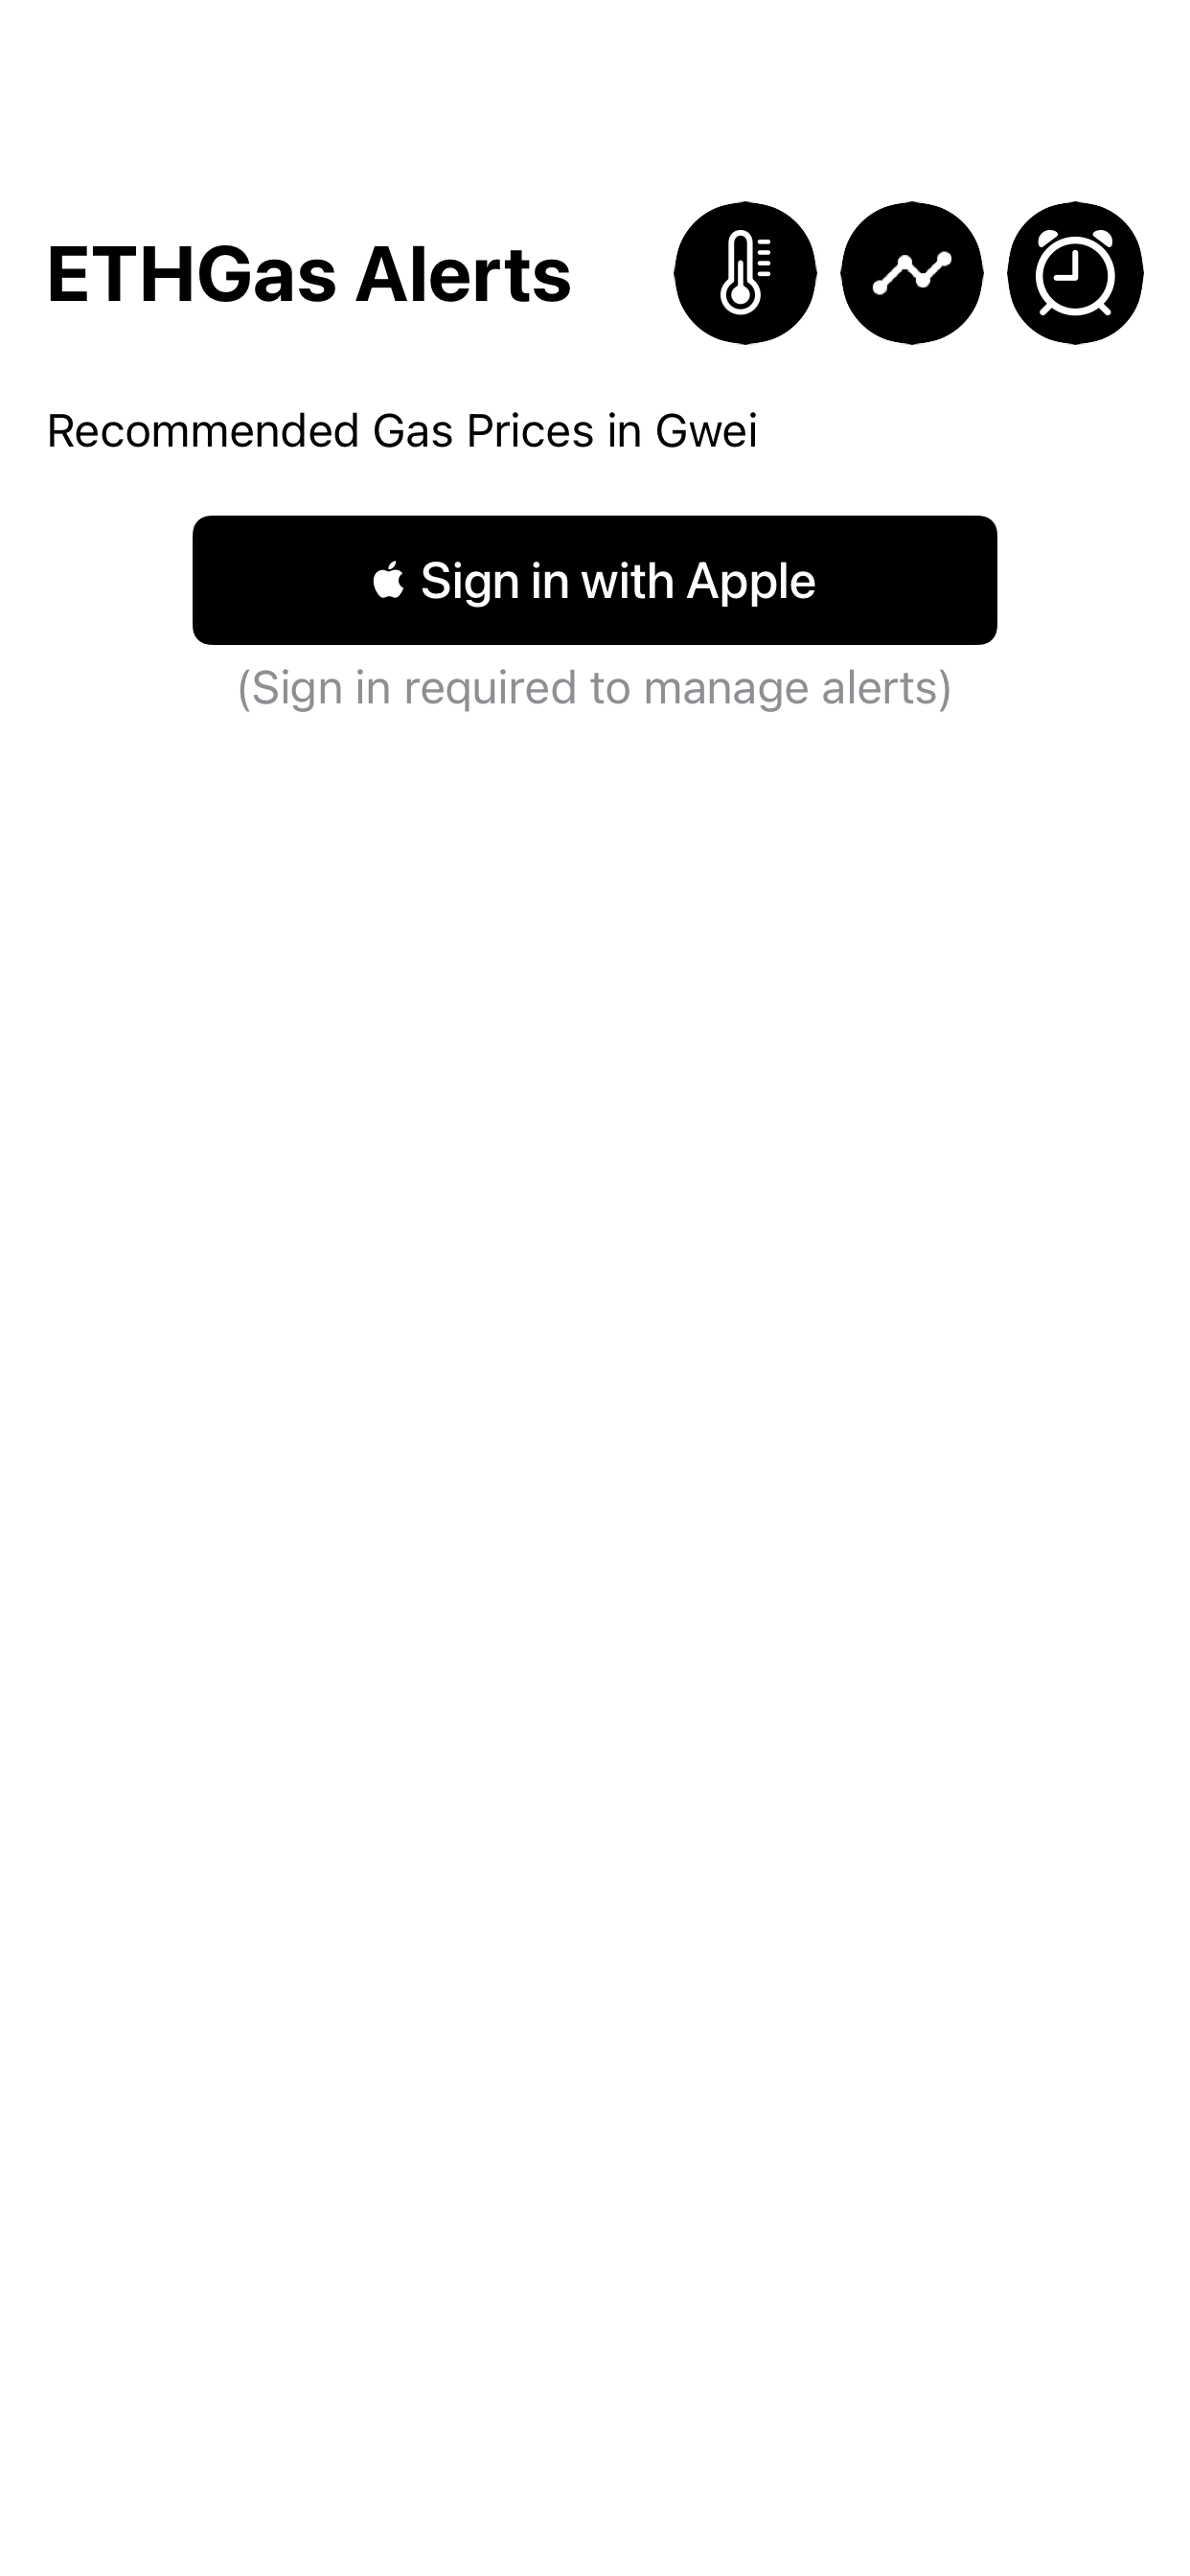 ETHGas Alerts
Recommended Gas Prices in Gwei
Sign in with Apple
(Sign in required to manage alerts)